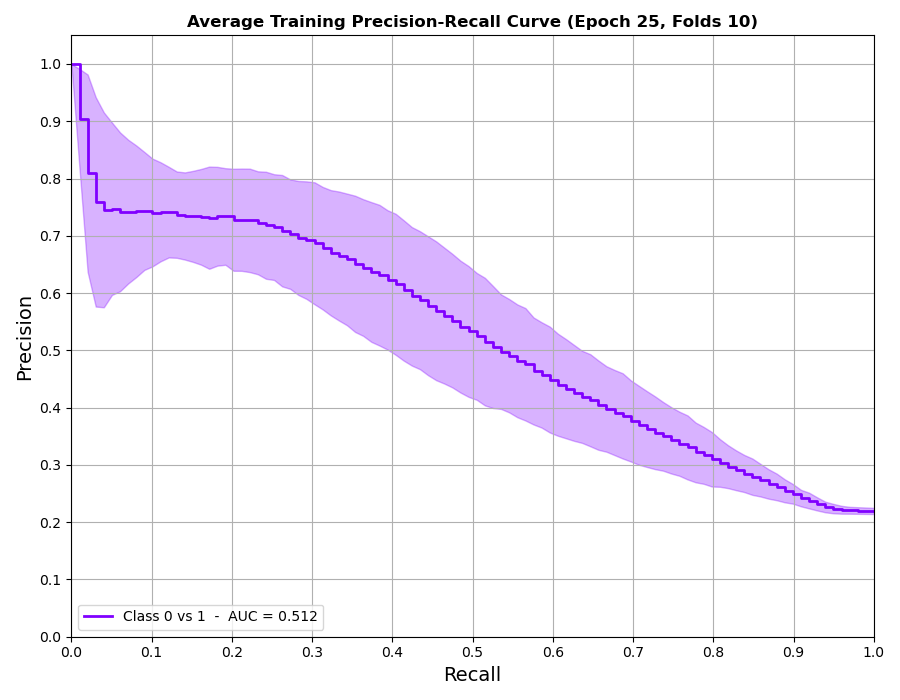 Average Training Precision-Recall Curve (Epoch 25, Folds 10)
Precision
1.0
0.9
0.8
0.7
0.6
0.5
0.4
0.3
0.2
0.1
0.0
Class 0 vs 1  -  AUC = 0.512
0.0 0.1 0.2 0.3 0.4 0.5 0.6 0.7 0.8 0.9 1.0
Recall